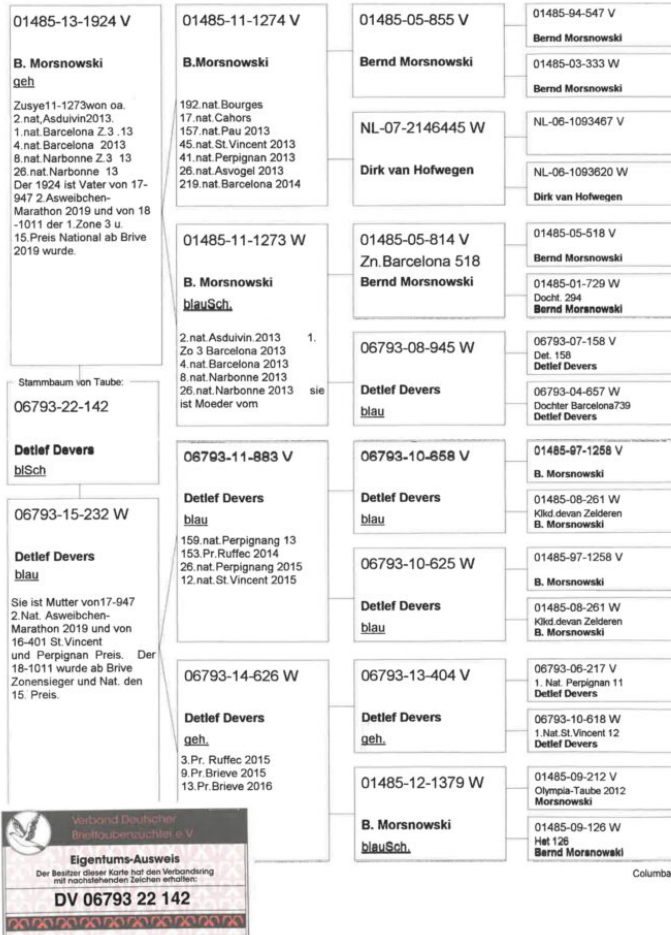 01485-13-1924 V
B. Morsnowski
geh
Zusye11-1273won oa.
2.nat,Asduivin2013.
1.nat.Barcelona Z.3 .13
4.nat.Barcelona 2013
8.nat.Narbonne Z.3 13
26.nat.Narbonne 13
Der 1924 ist Vater von 17-
947 2.Asweibchen-
Marathon 2019 und von 18
-1011 der 1.Zone 3 u.
15.Preis National ab Brive
2019 wurde.
Stammbaum von Taube:
06793-22-142
Detlef Devers
blSch
06793-15-232 W
Detlef Devers
blau
Sie ist Mutter von17-947
2.Nat. Asweibchen-
Marathon 2019 und von
16-401 St.Vincent
und Perpignan Preis. Der
18-1011 wurde ab Brive
Zonensieger und Nat. den
15. Preis.
01485-11-1274 V
B.Morsnowski
192.nat.Bourges
17.nat.Cahors
157.nat.Pau 2013
45.nat.St.Vincent 2013
41.nat.Perpignan 2013
26.nat.Asvogel 2013
219.nat.Barcelona 2014
01485-11-1273 W
B. Morsnowski
blauSch.
2.nat.Asduivin.2013 1.
Zo 3 Barcelona 2013
4.nat.Barcelona 2013
8.nat.Narbonne 2013
26.nat.Narbonne 2013 sie
ist Moeder vom
06793-11-883 V
Detlef Devers
blau
159.nat.Perpignang 13
153.Pr.Ruffec 2014
26.nat.Perpignang 2015
12.nat.St.Vincent 2015
06793-14-626 W
Detlef Devers
geh.
3.Pr. Ruffec 2015
9.Pr.Brieve 2015
13.Pr.Brieve 2016
01485-05-855 V
Bernd Morsnowski
NL-07-2146445 W
Dirk van Hofwegen
01485-05-814 V
Zn.Barcelona 518
Bernd Morsnowski
06793-08-945 W
Detlef Devers
blau
06793-10-658 V
Detlef Devers
blau
06793-10-625 W
Detlef Devers
blau
06793-13-404 V
Detlef Devers
geh.
01485-12-1379 W
B. Morsnowski
blauSch.
01485-94-547 V
Bernd Morsnowski
01485-03-333 W
Bernd Morsnowski
NL-06-1093467 V
NL-06-1093620 W
Dirk van Hofwegen
01485-05-518 V
Bernd Morsnowski
01485-01-729 W
Docht. 294
Bernd Morsnowski
06793-07-158 V
Det. 158
Detlef Devers
06793-04-657 W
Dochter Barcelona739
Detlef Devers
01485-97-1258 V
B. Morsnowski
01485-08-261 W
Klkd.devan Zelderen
B. Morsnowski
01485-97-1258 V
B. Morsnowski
01485-08-261 W
Klkd.devan Zelderen
B. Morsnowski
06793-06-217 V
1. Nat. Perpignan 11
Detlef Devers
06793-10-618 W
1.Nat.St.Vincent 12
Detlef Devers
01485-09-212 V
Olympia-Taube 2012
Morsnowski
01485-09-126 W
Het 126
Bernd Morsnowski
Columba
Verband Deutscher
Brieftaubenzüchter e.V.
Eigentums-Ausweis
Der Besitzer dieser Karte hat den Verbandsring
mit nachstehenden Zeichen erhalten:
DV 06793 22 142